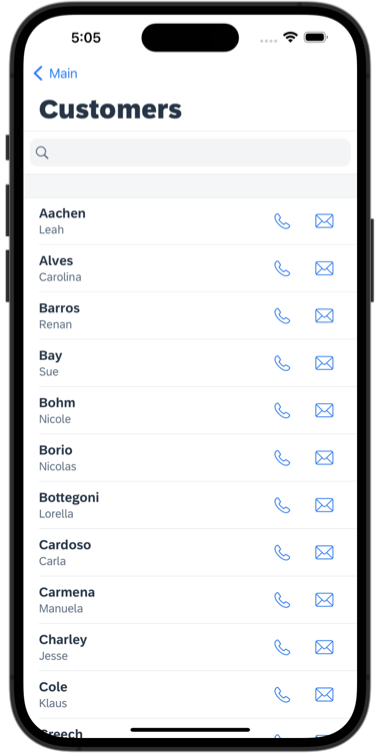 5:05
Main
Customers
Aachen
Leah
Alves
Carolina
Barros
Renan
Bay
Sue
Bohm
Nicole
Borio
Nicolas
Bottegoni
Lorella
Cardoso
Carla
Carmena
Manuela
Charley
Jesse
Cole
Klaus
Creech